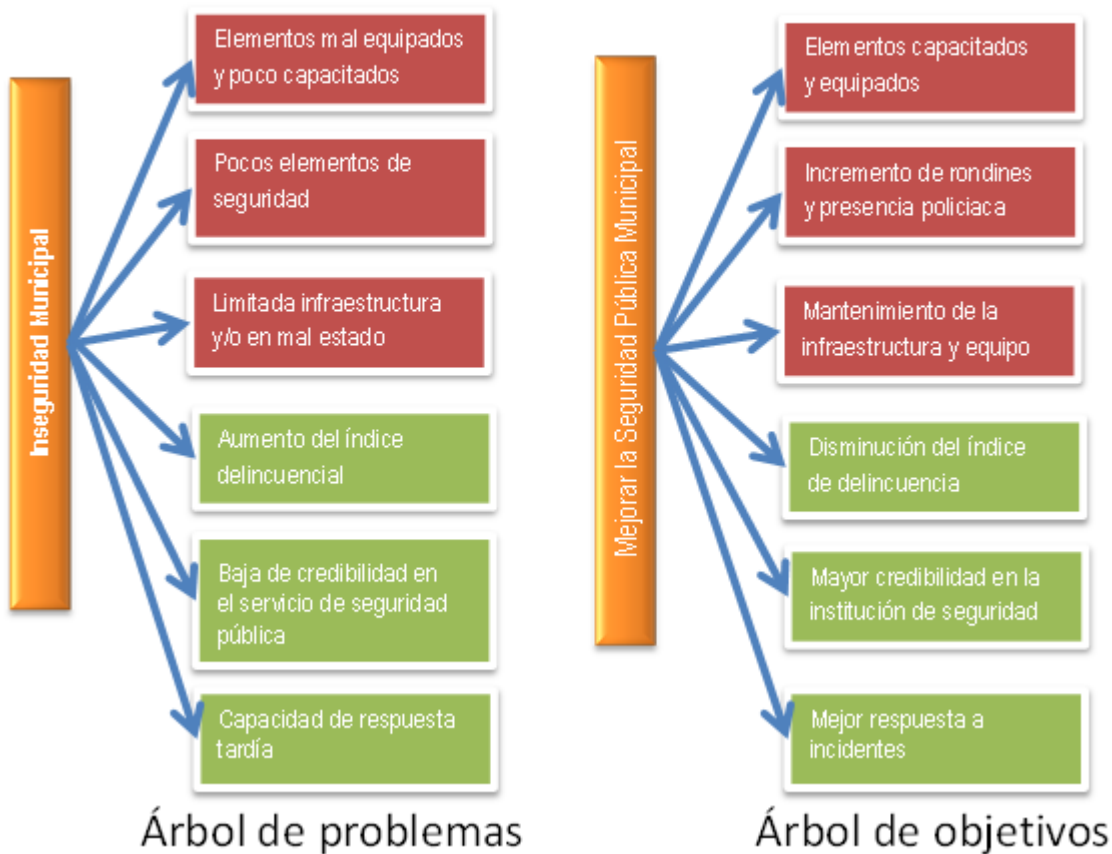 Inseguridad Municipal
Elementos mal equipados
y poco capacitados
Pocos elementos de
seguridad
Limitada infraestructura
y/o en mal estado
Aumento del índice
delincuencial
Baja de credibilidad en
el servicio de seguridad
pública
Capacidad de respuesta
tardía
Árbol de problemas
Mejorar la Seguridad Pública Municipal
Elementos capacitados
y equipados
Incremento de rondines
y presencia policiaca
Mantenimiento de la
infraestructura y equipo
Disminución del índice
de delincuencia
Mayor credibilidad en la
institución de seguridad
Mejor respuesta a
incidentes
Árbol de objetivos